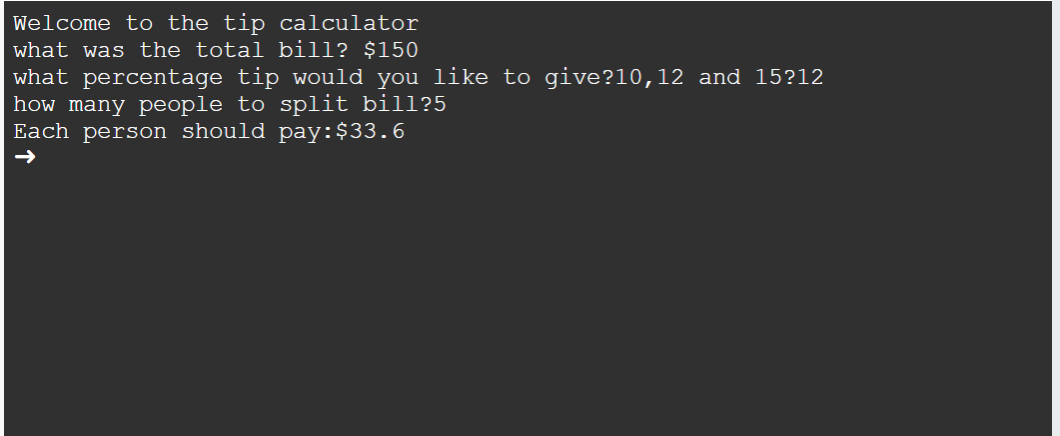 Welcome to the tip calculator
what was the total bill? $150
what percentage tip would you like to give?10,12 and 15?12
how many people to split bill?5
Each person should pay:$33.6
➜